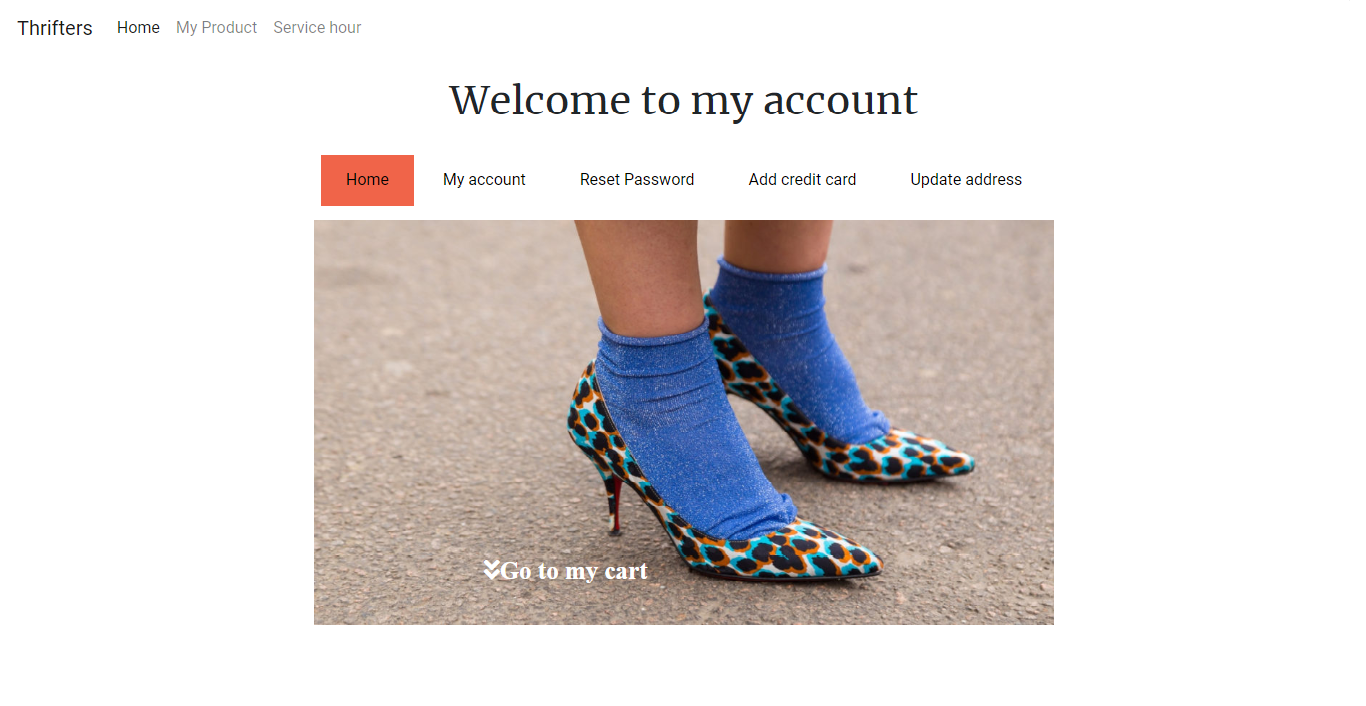 Thrifters Home My Product Service hour
Welcome to my account
Home My account Reset Password Add credit card Update address
Go to my cart